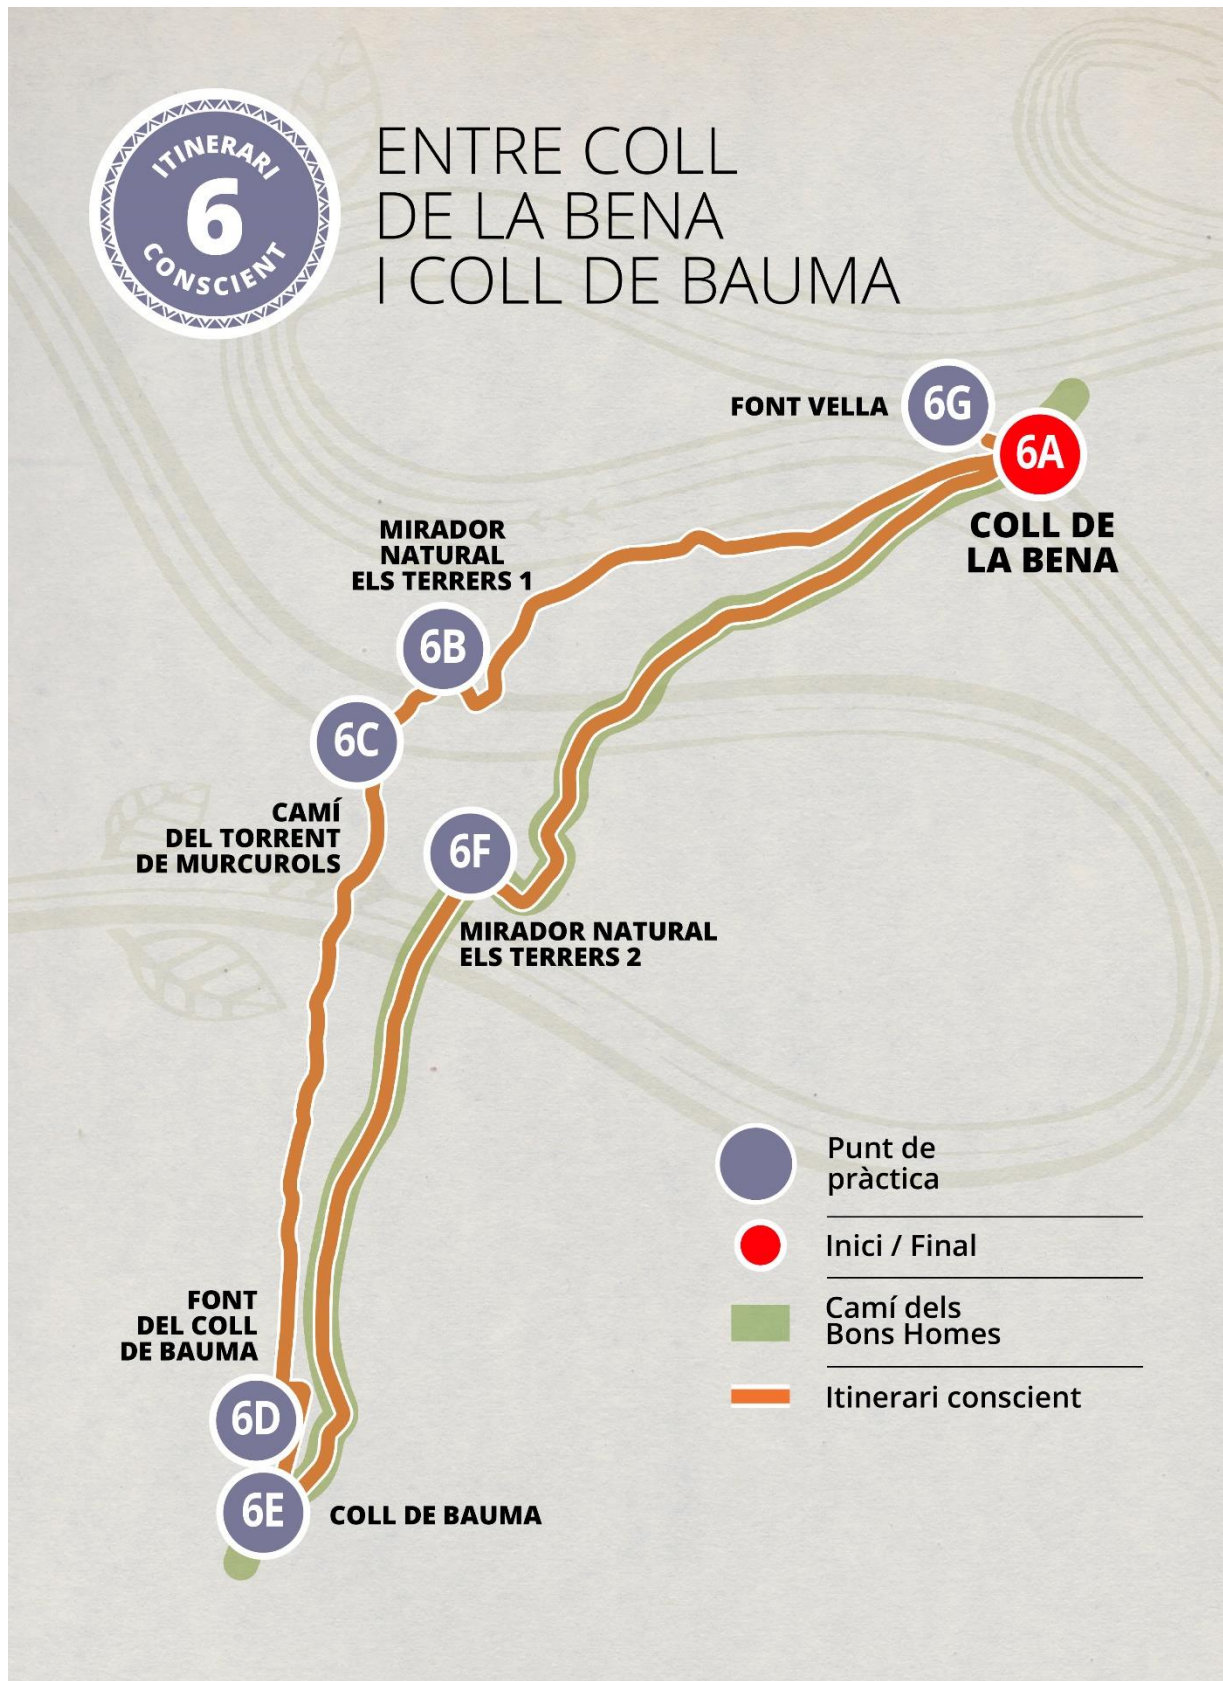 ITINERARI
6
CONSCIENT
ENTRE COLL
DE LA BENA
I COLL DE BAUMA
FONT VELLA
6G
6A
COLL DE
LA BENA
MIRADOR
NATURAL
ELS TERRERS 1
6B
6C
CAMÍ
DEL TORRENT
DE MURCUROLS
6F
MIRADOR NATURAL
ELS TERRERS 2
FONT
DEL COLL
DE BAUMA
6D
6E
COLL DE BAUMA
Punt de
pràctica
Inici / Final
Camí dels
Bons Homes
Itinerari conscient